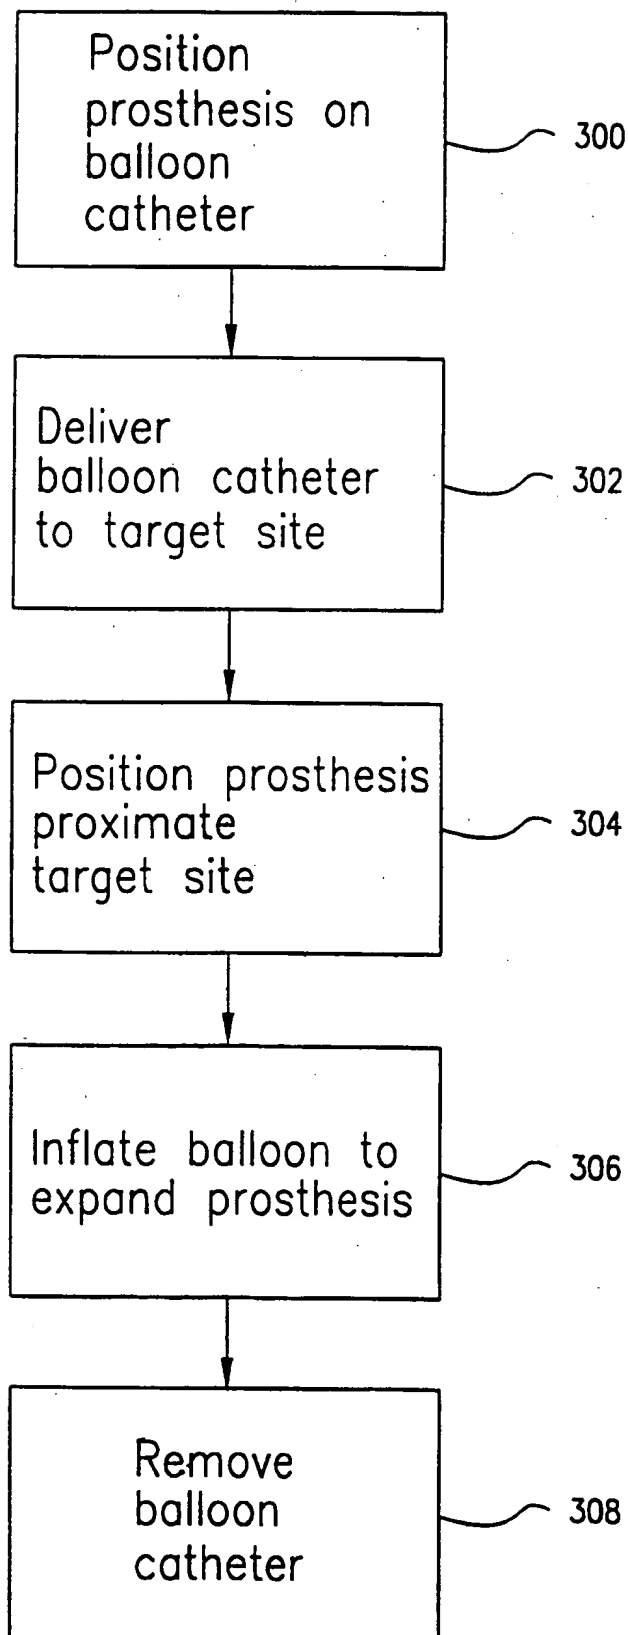 Position
prosthesis on
balloon
catheter
300
Deliver
balloon catheter
to target site
302
Position prosthesis
proximate
target site
304
Inflate balloon to
expand prosthesis
306
Remove
balloon
catheter
308